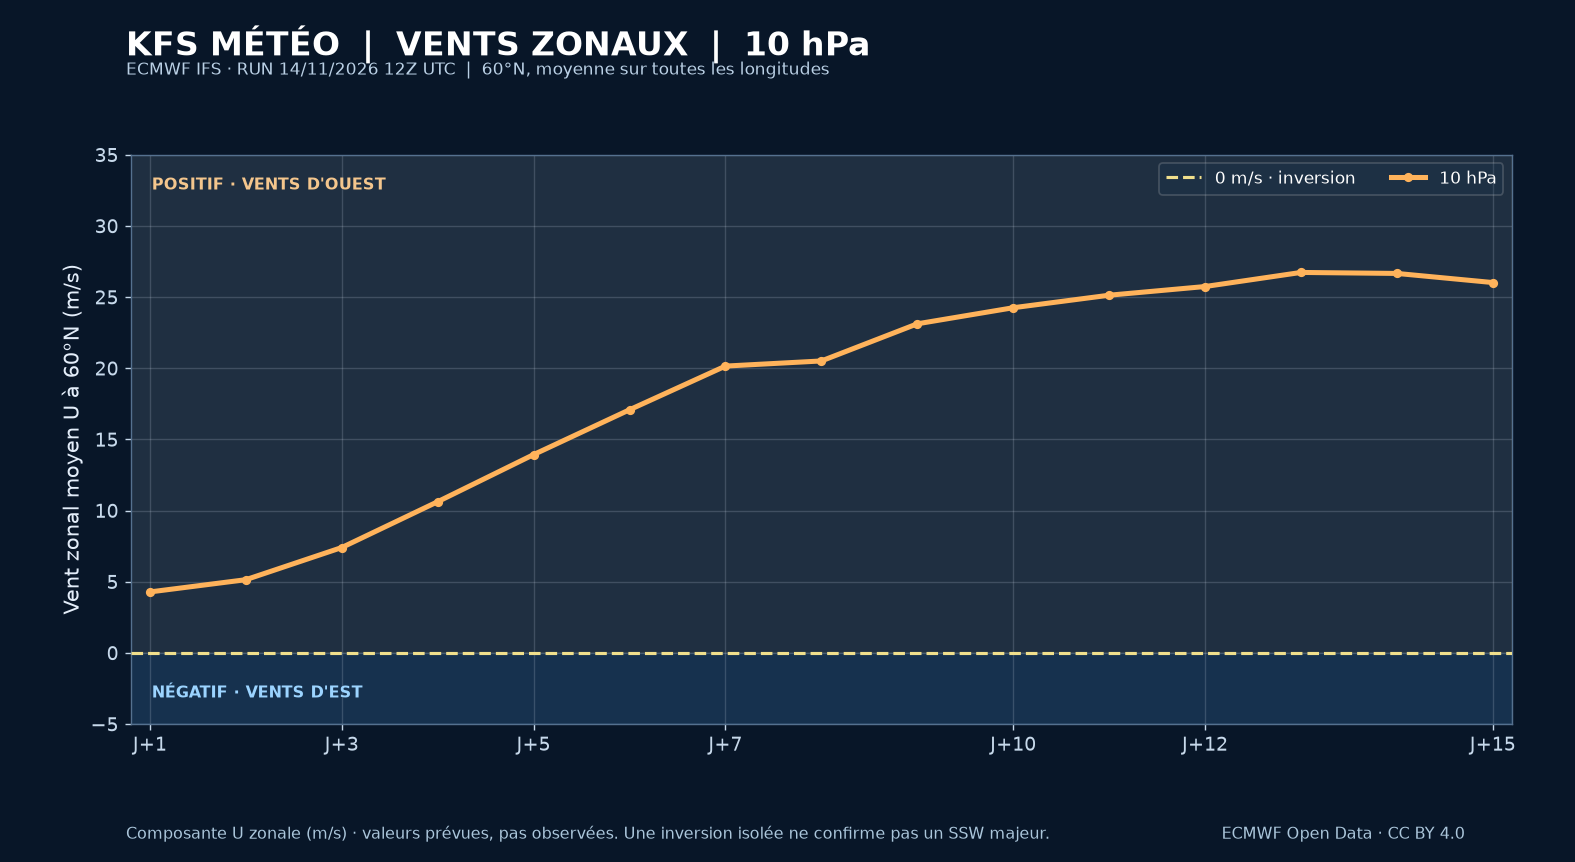 KFS MÉTÉO | VENTS ZONAUX | 10 hPa
ECMWF IFS · RUN 14/11/2026 12Z UTC | 60°N, moyenne sur toutes les longitudes
POSITIF · VENTS D'OUEST
0 m/s · inversion
10 hPa
Vent zonal moyen U à 60°N (m/s)
35
30
25
20
15
10
5
0
−5
NÉGATIF · VENTS D'EST
J+1
J+3
J+5
J+7
J+10
J+12
J+15
Composante U zonale (m/s) · valeurs prévues, pas observées. Une inversion isolée ne confirme pas un SSW majeur.
ECMWF Open Data · CC BY 4.0